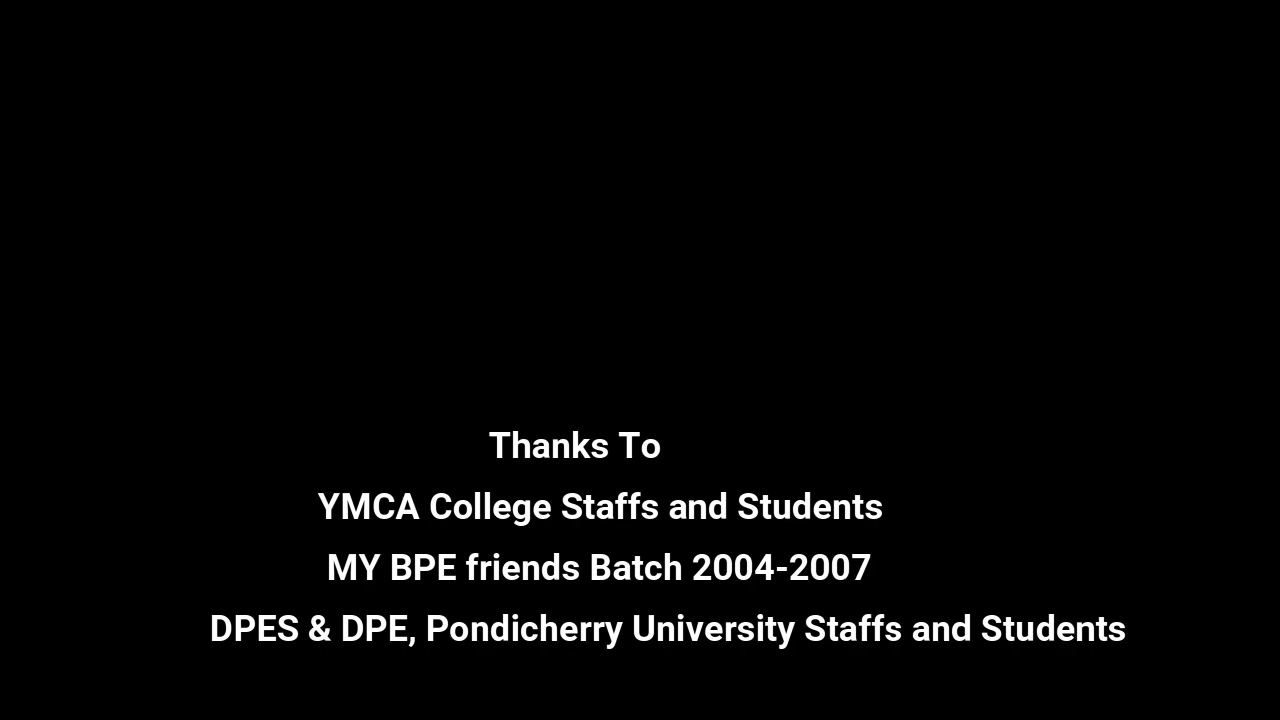 Thanks To
YMCA College Staffs and Students
MY BPE friends Batch 2004-2007
DPES & DPE, Pondicherry University Staffs and Students